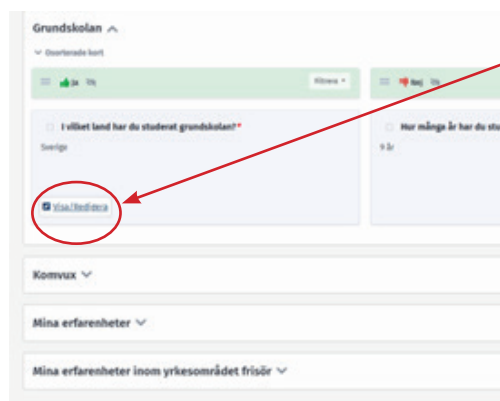 Grundskolan
Osorterade kort
Ja
Filtrera
Nej
I vilket land har du studerat grundskolan?*
Hur många år har du stu
Sverige
9 år
Visa/Redigera
Komvux
Mina erfarenheter
Mina erfarenheter inom yrkesområdet frisör